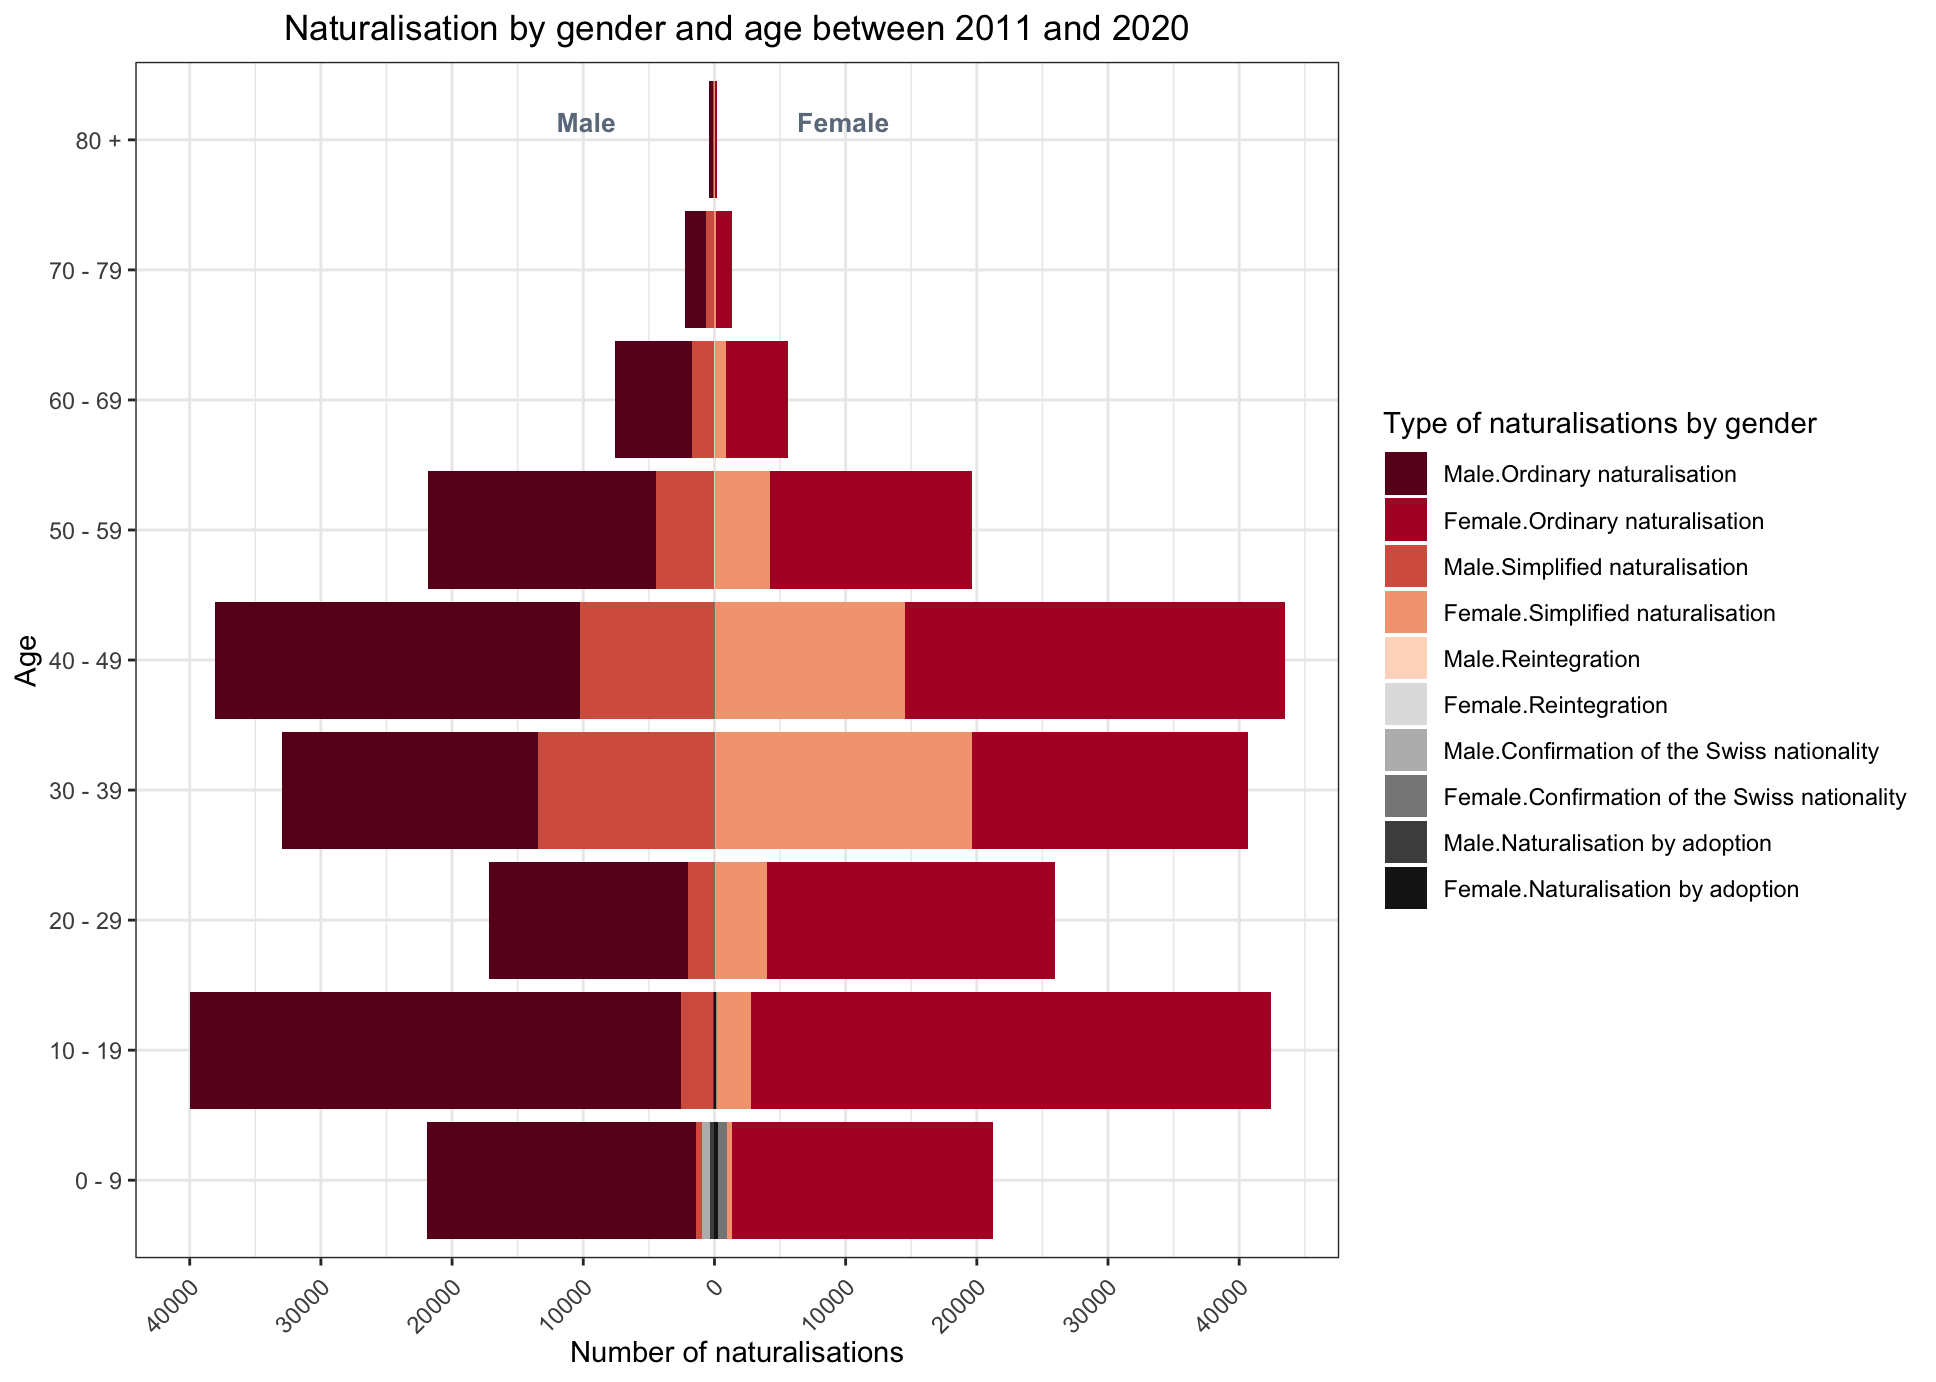 Naturalisation by gender and age between 2011 and 2020
Male
Female
80 +
70 - 79
60 - 69
50 - 59
40 - 49
30 - 39
20 - 29
10 - 19
0 - 9
Age
40000
30000
20000
10000
0
10000
20000
30000
40000
Number of naturalisations
Type of naturalisations by gender
Male.Ordinary naturalisation
Female.Ordinary naturalisation
Male.Simplified naturalisation
Female.Simplified naturalisation
Male.Reintegration
Female.Reintegration
Male.Confirmation of the Swiss nationality
Female.Confirmation of the Swiss nationality
Male.Naturalisation by adoption
Female.Naturalisation by adoption